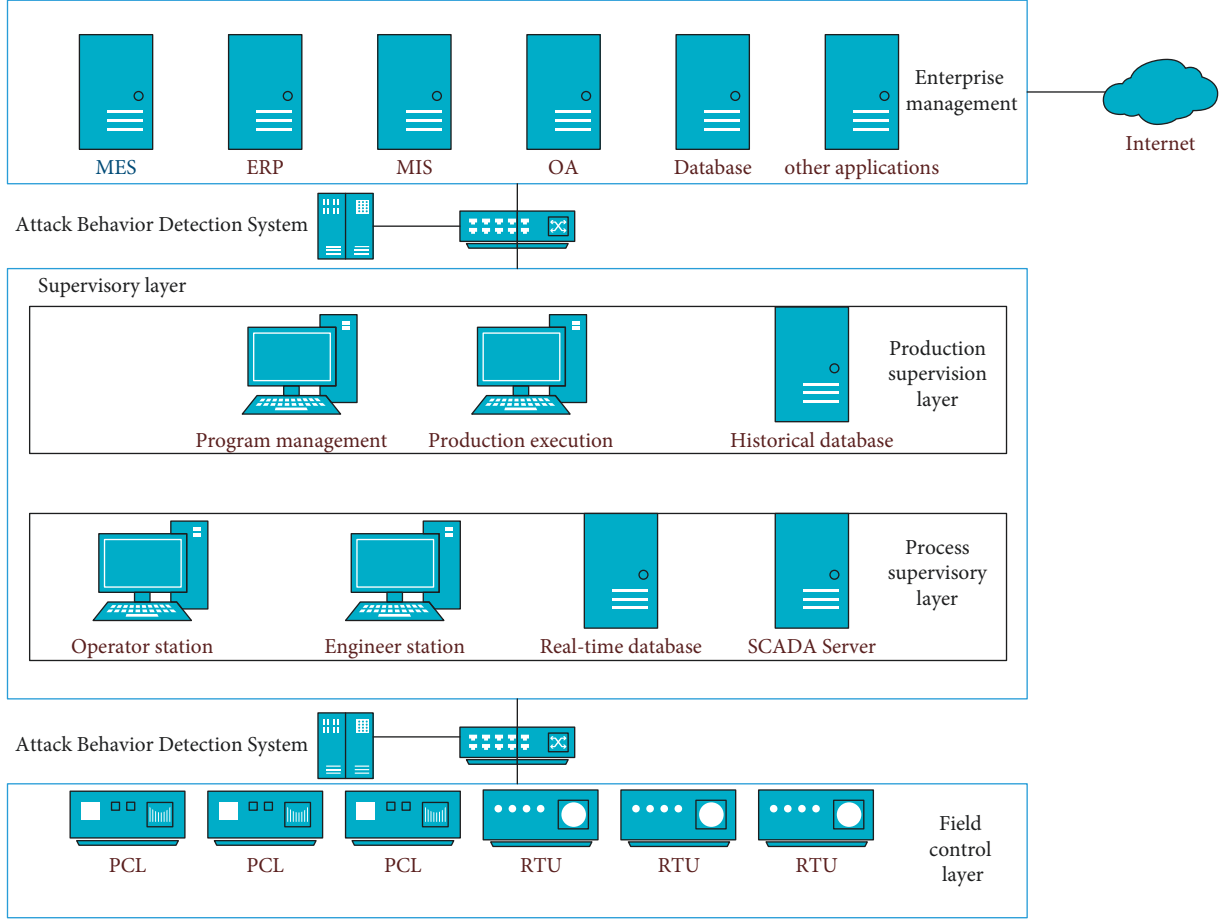 MES
ERP
MIS
OA
Database
other applications
Enterprise
management
Internet
Attack Behavior Detection System
Supervisory layer
Program management
Production execution
Historical database
Production
supervision
layer
Operator station
Engineer station
Real-time database
SCADA Server
Process
supervisory
layer
Attack Behavior Detection System
PCL
PCL
PCL
RTU
RTU
RTU
Field
control
layer